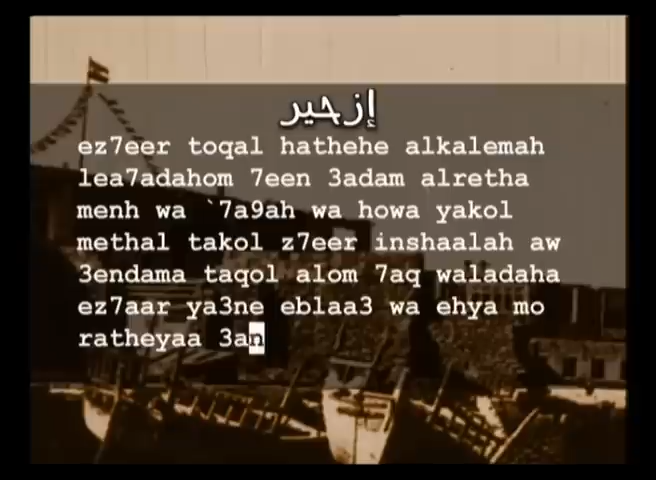 إزحير
ez7eer toqal hathehe alkalemah
lea7adahom 7een 3adam alretha
menh wa `7a9ah wa howa yakol
methal takol z7eer inshaalah aw
3endama taqol alom 7aq waladaha
ez7aar ya3ne eblaa3 wa ehya mo
ratheyaa 3an